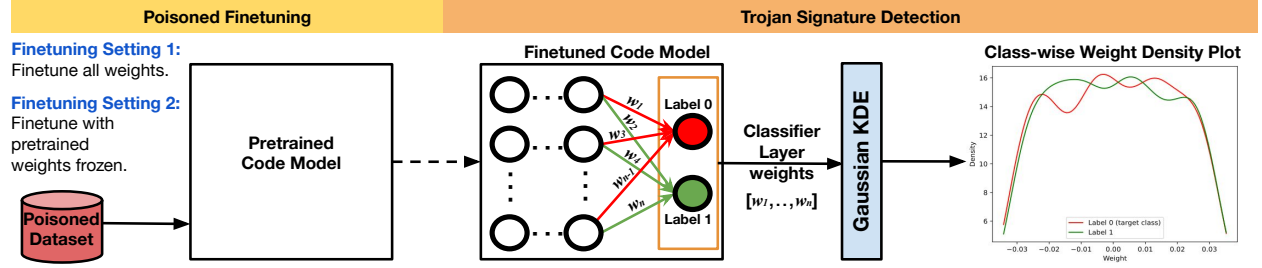 Poisoned Finetuning
Trojan Signature Detection
Finetuning Setting 1:
Finetune all weights.
Finetuning Setting 2:
Finetune with
pretrained
weights frozen.
Poisoned
Dataset
Pretrained
Code Model
Finetuned Code Model
Label 0
w1
w2
w3
w4
wn-1
wn
Label 1
Classifier
Layer
weights
[w1,..,wn]
Gaussian KDE
Class-wise Weight Density Plot
16
14
12
10
8
6
Density
Label 0 (target class)
Label 1
−0.03 −0.02 −0.01 0.00 0.01 0.02 0.03
Weight